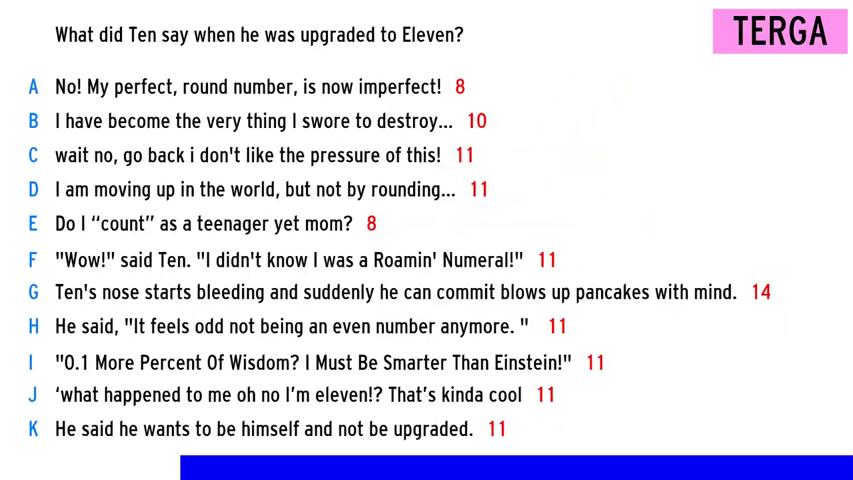 What did Ten say when he was upgraded to Eleven?
TERGA
A No! My perfect, round number, is now imperfect! 8
B I have become the very thing I swore to destroy... 10
C wait no, go back i don't like the pressure of this! 11
D I am moving up in the world, but not by rounding... 11
E Do I “count” as a teenager yet mom? 8
F "Wow!" said Ten. "I didn't know I was a Roamin' Numeral!" 11
G Ten's nose starts bleeding and suddenly he can commit blows up pancakes with mind. 14
H He said, "It feels odd not being an even number anymore. " 11
I "0.1 More Percent Of Wisdom? I Must Be Smarter Than Einstein!" 11
J ‘what happened to me oh no I’m eleven!? That’s kinda cool 11
K He said he wants to be himself and not be upgraded. 11